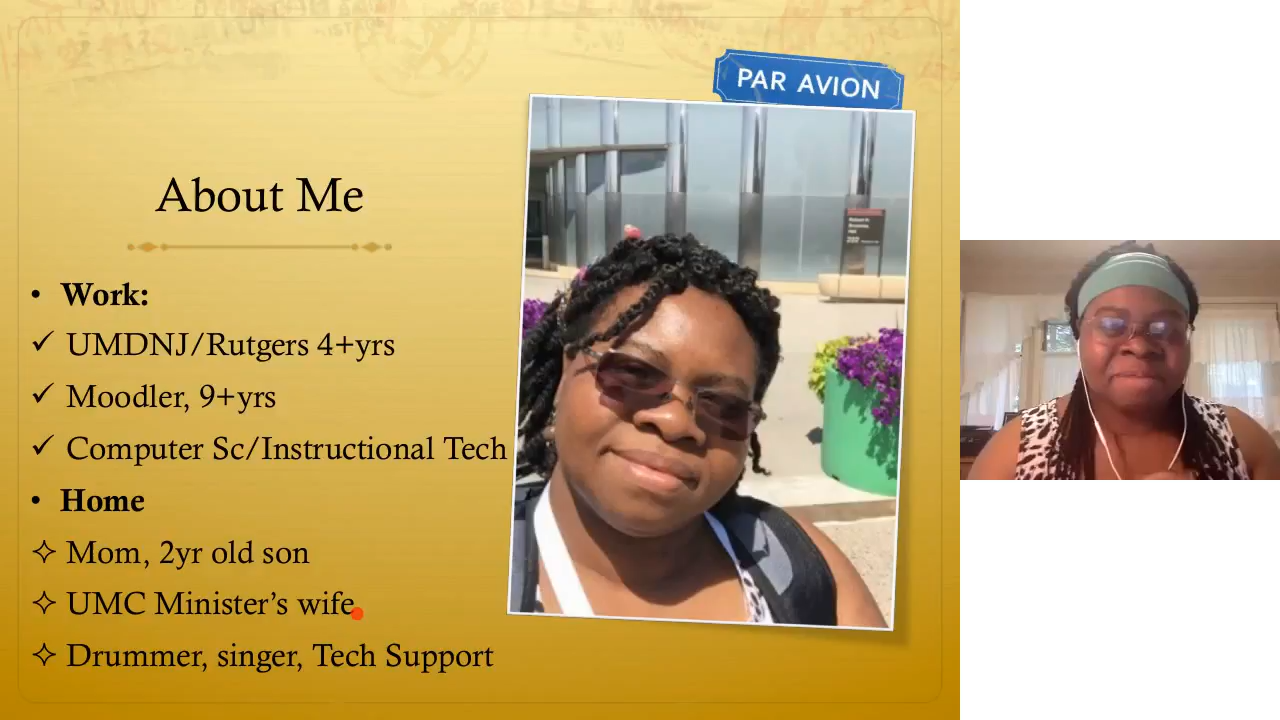 PAR AVION
About Me
• Work:
✓ UMDNJ/Rutgers 4+yrs
✓ Moodler, 9+yrs
✓ Computer Sc/Instructional Tech
• Home
✧ Mom, 2yr old son
✧ UMC Minister’s wife
✧ Drummer, singer, Tech Support